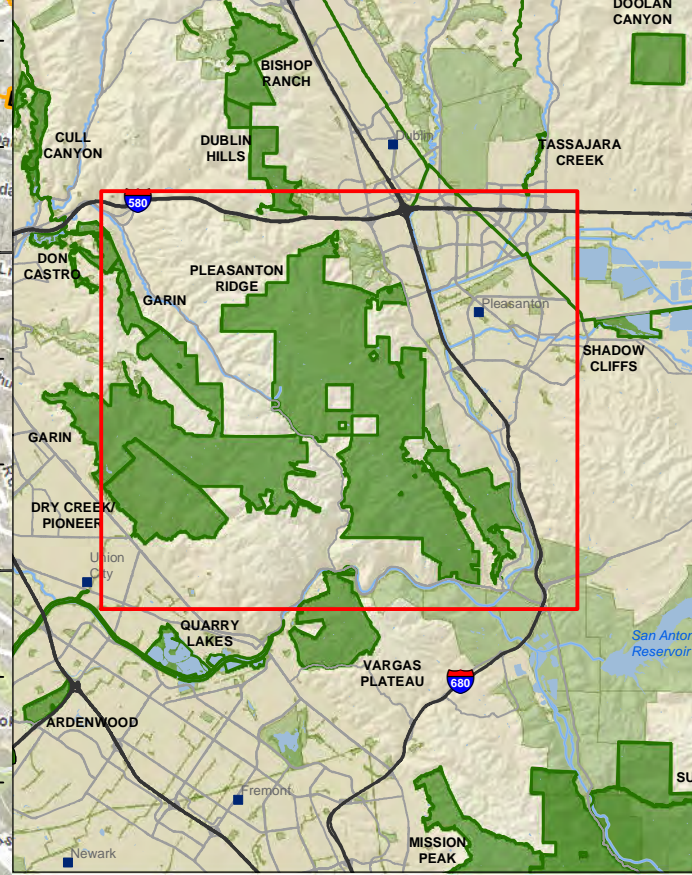 DOOLAN
CANYON
BISHOP
RANCH
CULL
CANYON
DUBLIN
HILLS
Dublin
TASSAJARA
CREEK
580
DON
CASTRO
PLEASANTON
RIDGE
GARIN
Pleasanton
SHADOW
CLIFFS
GARIN
DRY CREEK/
PIONEER
Union
City
QUARRY
LAKES
San Anton
Reservoir
VARGAS
PLATEAU
680
ARDENWOOD
Fremont
MISSION
PEAK
Newark